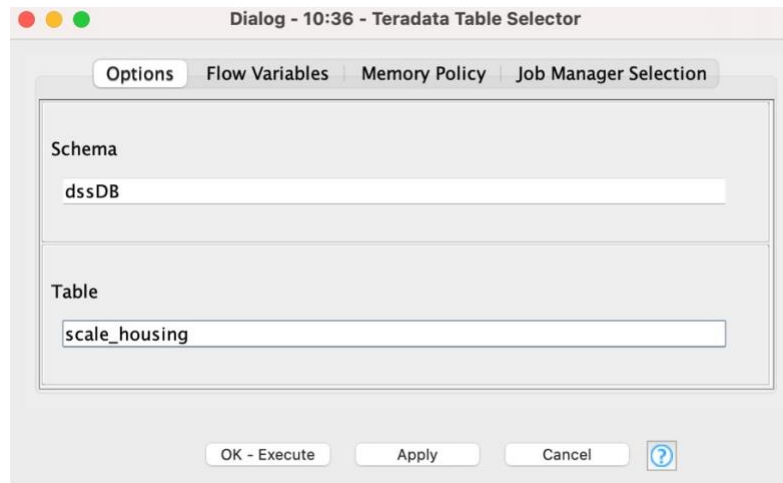 Dialog - 10:36 - Teradata Table Selector
Options Flow Variables Memory Policy Job Manager Selection
Schema
dssDB
Table
scale_housing
OK - Execute Apply Cancel ?